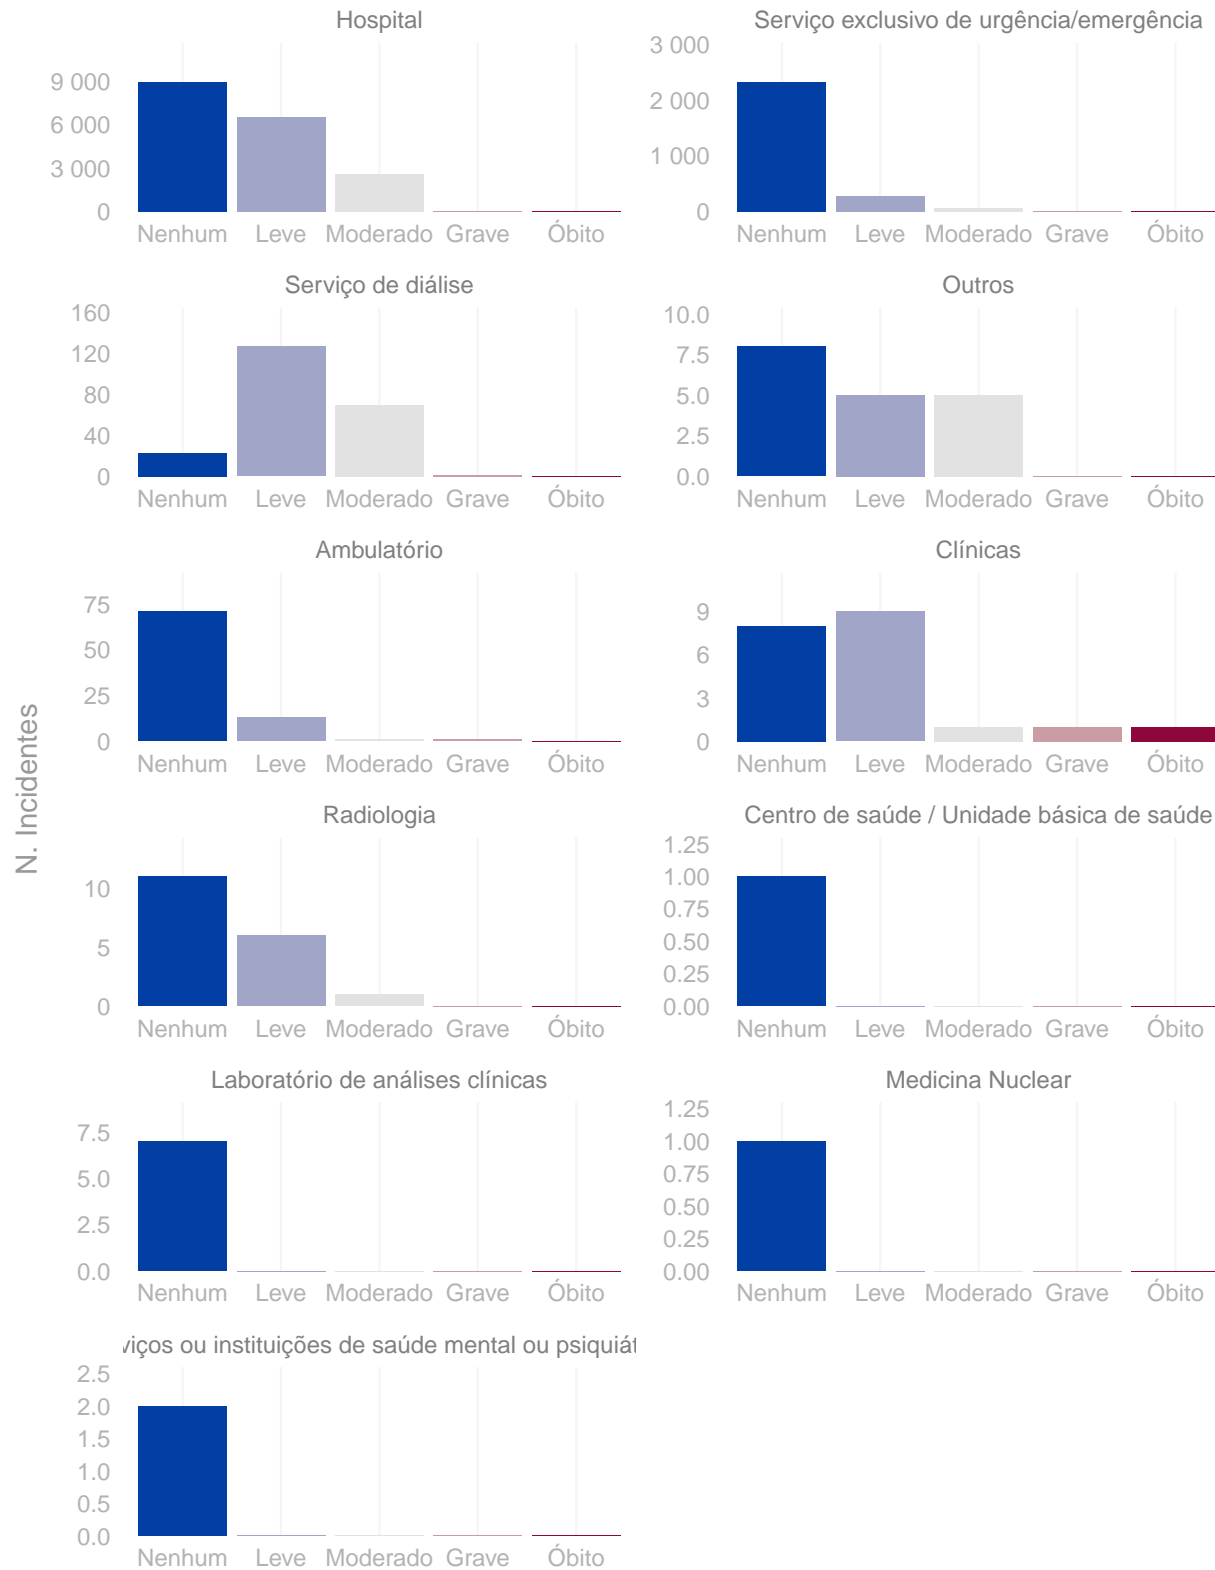 Hospital
9 000
6 000
3 000
0
Nenhum Leve Moderado Grave Óbito
Serviço exclusivo de urgência/emergência
3 000
2 000
1 000
0
Nenhum Leve Moderado Grave Óbito
Serviço de diálise
160
120
80
40
0
Nenhum Leve Moderado Grave Óbito
Outros
10.0
7.5
5.0
2.5
0.0
Nenhum Leve Moderado Grave Óbito
N. Incidentes
Ambulatório
75
50
25
0
Nenhum Leve Moderado Grave Óbito
Clínicas
9
6
3
0
Nenhum Leve Moderado Grave Óbito
Radiologia
10
5
0
Nenhum Leve Moderado Grave Óbito
Centro de saúde / Unidade básica de saúde
1.25
1.00
0.75
0.50
0.25
0.00
Nenhum Leve Moderado Grave Óbito
Laboratório de análises clínicas
7.5
5.0
2.5
0.0
Nenhum Leve Moderado Grave Óbito
Medicina Nuclear
1.25
1.00
0.75
0.50
0.25
0.00
Nenhum Leve Moderado Grave Óbito
viços ou instituições de saúde mental ou psiquiát
2.5
2.0
1.5
1.0
0.5
0.0
Nenhum Leve Moderado Grave Óbito